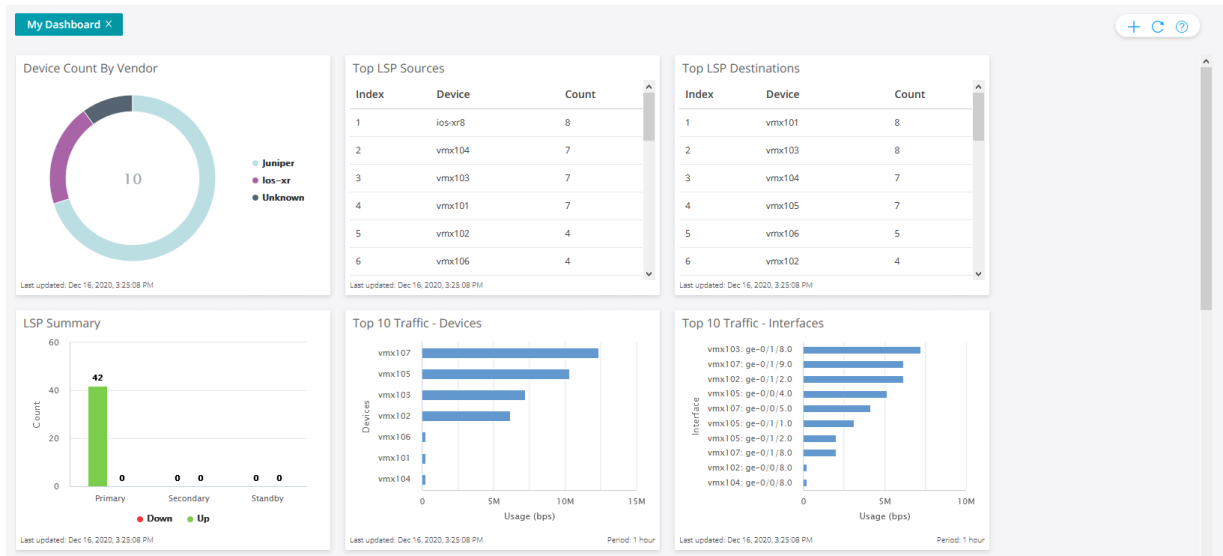 My Dashboard ×
Device Count By Vendor
10
Juniper
Ios-xr
Unknown
Last updated: Dec 16, 2020, 3:25:08 PM
Top LSP Sources
Index Device Count
1 ios-xr8 8
2 vmx104 7
3 vmx103 7
4 vmx101 7
5 vmx102 4
6 vmx106 4
Last updated: Dec 16, 2020, 3:25:08 PM
Top LSP Destinations
Index Device Count
1 vmx101 8
2 vmx103 8
3 vmx104 7
4 vmx105 7
5 vmx106 5
6 vmx102 4
Last updated: Dec 16, 2020, 3:25:08 PM
LSP Summary
Count
60
40
20
0
42 0
0 0
0 0
Primary Secondary Standby
Down Up
Last updated: Dec 16, 2020, 3:25:08 PM
Top 10 Traffic - Devices
Devices
vmx107
vmx105
vmx103
vmx102
vmx106
vmx101
vmx104
0 5M 10M 15M
Usage (bps)
Last updated: Dec 16, 2020, 3:25:08 PM
Period: 1 hour
Top 10 Traffic - Interfaces
Interface
vmx103: ge-0/1/8.0
vmx107: ge-0/1/9.0
vmx102: ge-0/1/2.0
vmx105: ge-0/0/4.0
vmx107: ge-0/0/5.0
vmx105: ge-0/1/1.0
vmx105: ge-0/1/2.0
vmx107: ge-0/1/8.0
vmx102: ge-0/0/8.0
vmx104: ge-0/0/8.0
0 5M 10M
Usage (bps)
Last updated: Dec 16, 2020, 3:25:08 PM
Period: 1 hour